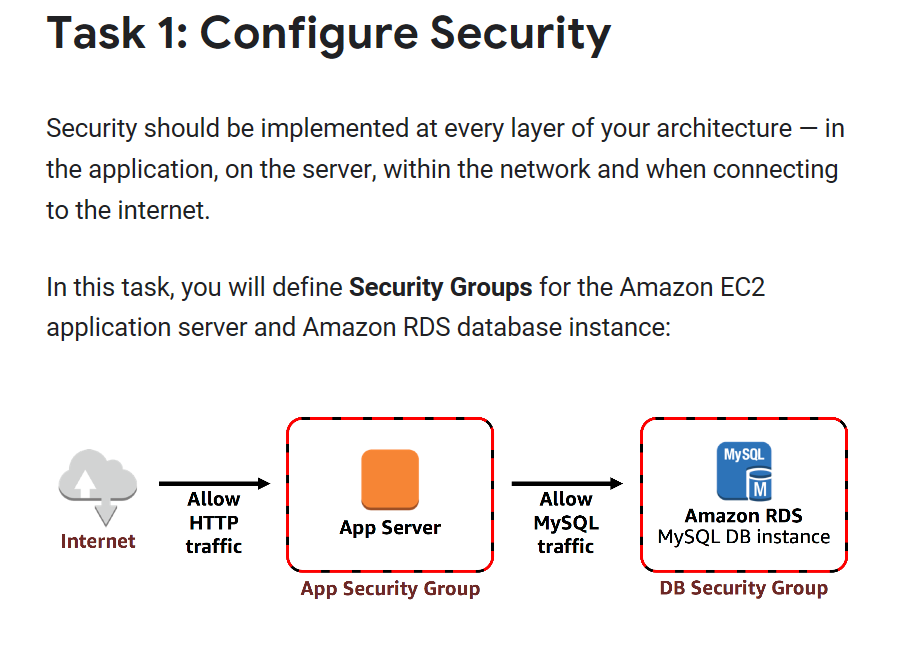 Task 1: Configure Security
Security should be implemented at every layer of your architecture — in
the application, on the server, within the network and when connecting
to the internet.
In this task, you will define Security Groups for the Amazon EC2
application server and Amazon RDS database instance:
Internet
Allow
HTTP
traffic
App Server
App Security Group
Allow
MySQL
traffic
MySQL
M
Amazon RDS
MySQL DB instance
DB Security Group